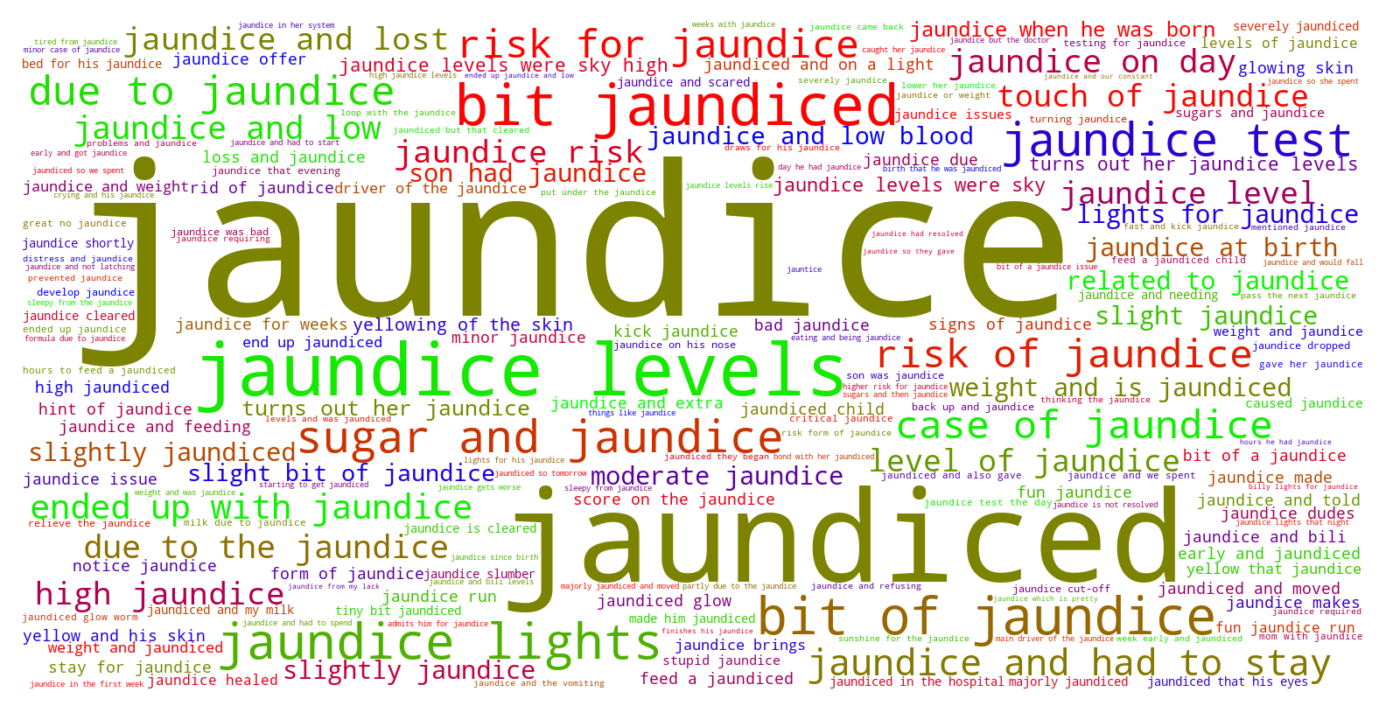 jaundice in her system
weeks with jaundice
jaundice came back
jaundice when he was born
severely jaundiced
tired from jaundice
minor case of jaundice
jaundice and lost
risk for jaundice
caught her jaundice
jaundice but the doctor
testing for jaundice
levels of jaundice
bed for his jaundice
jaundice offer
jaundice levels were sky high
jaundiced and on a light
jaundice on day
glowing skin
high jaundice levels
ended up jaundice and low
jaundice and scared
severely jaundice
jaundice and our constant
jaundice so she spent
due to jaundice
bit jaundiced
lower her jaundice
jaundice or weight
touch of jaundice
loop with the jaundice
jaundice issues
turning jaundice
sugars and jaundice
jaundice and low
jaundiced but that cleared
jaundice and low blood
jaundice test
problems and jaundice
jaundice and had to start
draws for his jaundice
early and got jaundice
loss and jaundice
jaundice risk
day he had jaundice
jaundice due
birth that he was jaundiced
turns out her jaundice levels
jaundiced so we spent
jaundice that evening
son had jaundice
jaundice and weight
rid of jaundice
driver of the jaundice
put under the jaundice
jaundice levels rise
jaundice levels were sky
jaundice level
crying and his jaundice
jaundice
great no jaundice
jaundice was bad
jaundice requiring
jaundice had resolved
lights for jaundice
fast and kick jaundice
mentioned jaundice
jaundice shortly
jaundice so they gave
jaundice at birth
distress and jaundice
jaundice and not latching
jauntice
bit of a jaundice issue
feed a jaundiced child
jaundice and would fall
prevented jaundice
related to jaundice
develop jaundice
sleepy from the jaundice
jaundice and needing
pass the next jaundice
jaundice cleared
slight jaundice
ended up jaundice
jaundice for weeks
yellowing of the skin
kick jaundice
bad jaundice
signs of jaundice
weight and jaundice
formula due to jaundice
end up jaundiced
minor jaundice
jaundice on his nose
eating and being jaundice
jaundice dropped
hours to feed a jaundiced
jaundice levels
risk of jaundice
gave her jaundice
high jaundiced
son was jaundice
higher risk for jaundice
sugars and then jaundice
weight and is jaundiced
hint of jaundice
turns out her jaundice
jaundice and extra
things like jaundice
jaundiced child
back up and jaundice
thinking the jaundice
caused jaundice
jaundice and feeding
levels and was jaundiced
critical jaundice
case of jaundice
sugar and jaundice
risk form of jaundice
hours he had jaundice
slightly jaundiced
lights for his jaundice
jaundiced they began
bond with her jaundiced
level of jaundice
bit of a jaundice
jaundice issue
slight bit of jaundice
jaundiced so tomorrow
moderate jaundice
jaundiced and also gave
jaundice and we spent
jaundice made
starting to get jaundiced
jaundice gets worse
sleepy from jaundice
billy lights for jaundice
weight and was jaundice
fun jaundice
jaundice and told
ended up with jaundice
milk due to jaundice
score on the jaundice
jaundice test the day
jaundice is not resolved
jaundice dudes
relieve the jaundice
jaundice is cleared
jaundiced
jaundice lights that night
jaundice and bili
due to the jaundice
jaundice since birth
early and jaundiced
notice jaundice
form of jaundice
jaundice slumber
yellow that jaundice
high jaundice
jaundice from my lack
jaundice and bili levels
majorly jaundiced and moved
partly due to the jaundice
jaundice and refusing
jaundice cut-off
jaundiced and moved
jaundice run
jaundiced glow
jaundice which is pretty
jaundice makes
jaundiced and my milk
tiny bit jaundiced
jaundice required
jaundiced glow worm
made him jaundiced
bit of jaundice
jaundice and had to spend
admits him for jaundice
fun jaundice run
yellow and his skin
jaundice lights
finishes his jaundice
sunshine for the jaundice
main driver of the jaundice
week early and jaundiced
mom with jaundice
weight and jaundiced
jaundice brings
stay for jaundice
stupid jaundice
jaundice and had to stay
slightly jaundice
feed a jaundiced
jaundice in the first week
jaundice healed
jaundice and the vomiting
jaundiced in the hospital
majorly jaundiced
jaundiced that his eyes